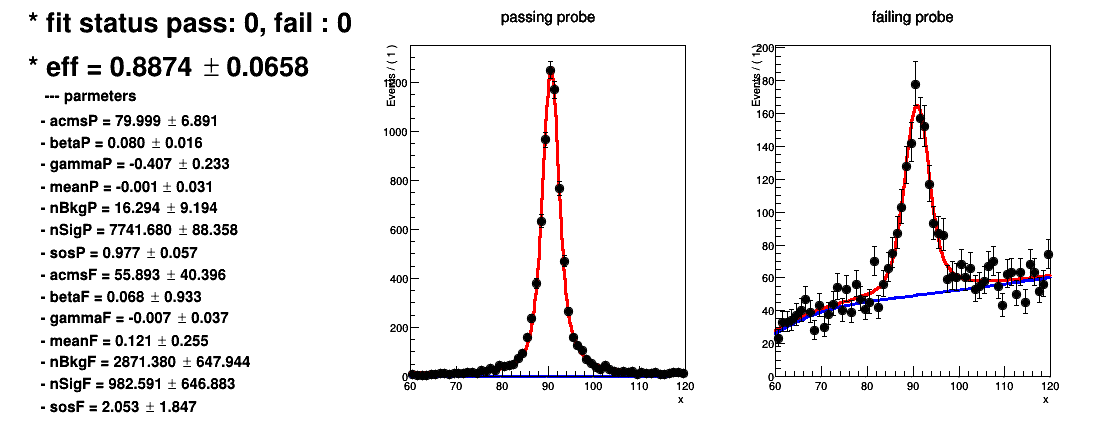 * fit status pass: 0, fail : 0
* eff = 0.8874 ± 0.0658
--- parmeters
- acmsP = 79.999 ± 6.891
- betaP = 0.080 ± 0.016
- gammaP = -0.407 ± 0.233
- meanP = -0.001 ± 0.031
- nBkgP = 16.294 ± 9.194
- nSigP = 7741.680 ± 88.358
- sosP = 0.977 ± 0.057
- acmsF = 55.893 ± 40.396
- betaF = 0.068 ± 0.933
- gammaF = -0.007 ± 0.037
- meanF = 0.121 ± 0.255
- nBkgF = 2871.380 ± 647.944
- nSigF = 982.591 ± 646.883
- sosF = 2.053 ± 1.847
passing probe
Events / ( 1 )
1200
1000
800
600
400
200
0
60 70 80 90 100 110 120
x
failing probe
Events / ( 1 )
200
180
160
140
120
100
80
60
40
20
0
60 70 80 90 100 110 120
x